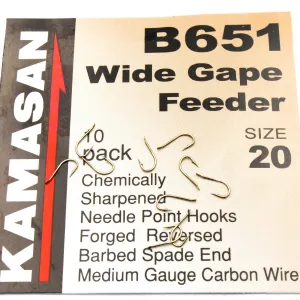 KAMASAN
B651
Wide Gape
Feeder
10
pack
SIZE
20
Chemically
Sharpened
Needle Point Hooks
Forged Reversed
Barbed Spade End
Medium Gauge Carbon Wire